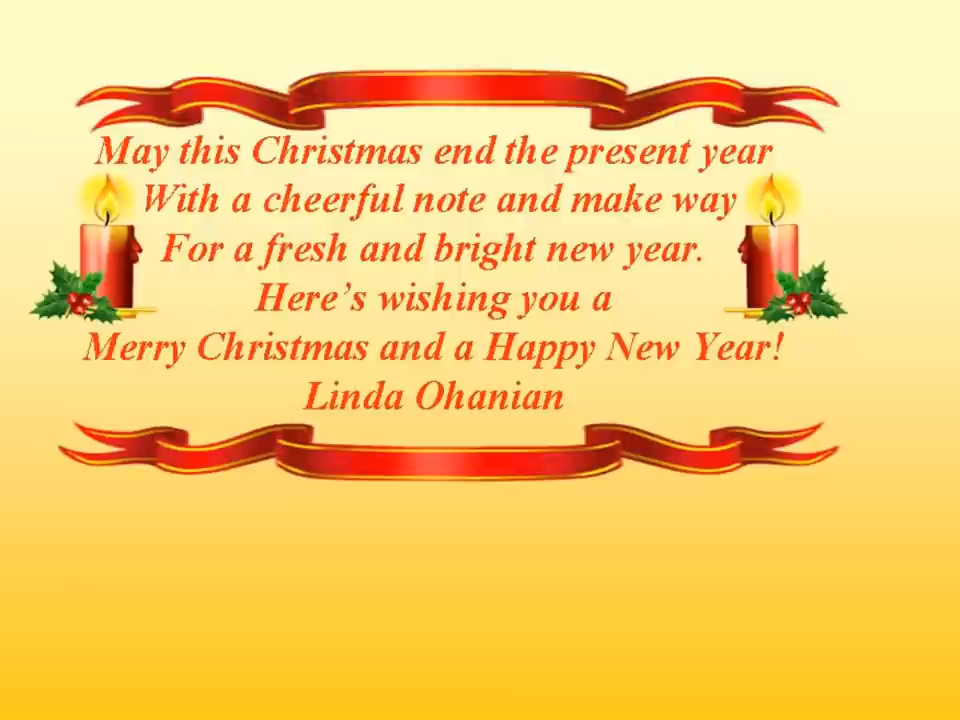 May this Christmas end the present year
With a cheerful note and make way
For a fresh and bright new year.
Here’s wishing you a
Merry Christmas and a Happy New Year!
Linda Ohanian